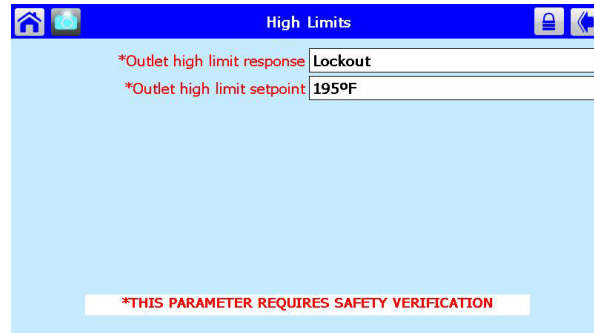 High Limits
*Outlet high limit response Lockout
*Outlet high limit setpoint 195ºF
*THIS PARAMETER REQUIRES SAFETY VERIFICATION